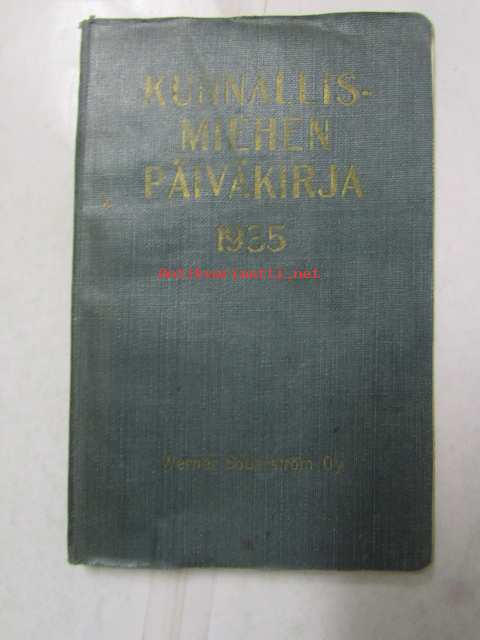 KUNNALLIS-
MIEHEN
PÄIVÄKIRJA
1935
Antikvariaatti.net
Werner Söderström Oy